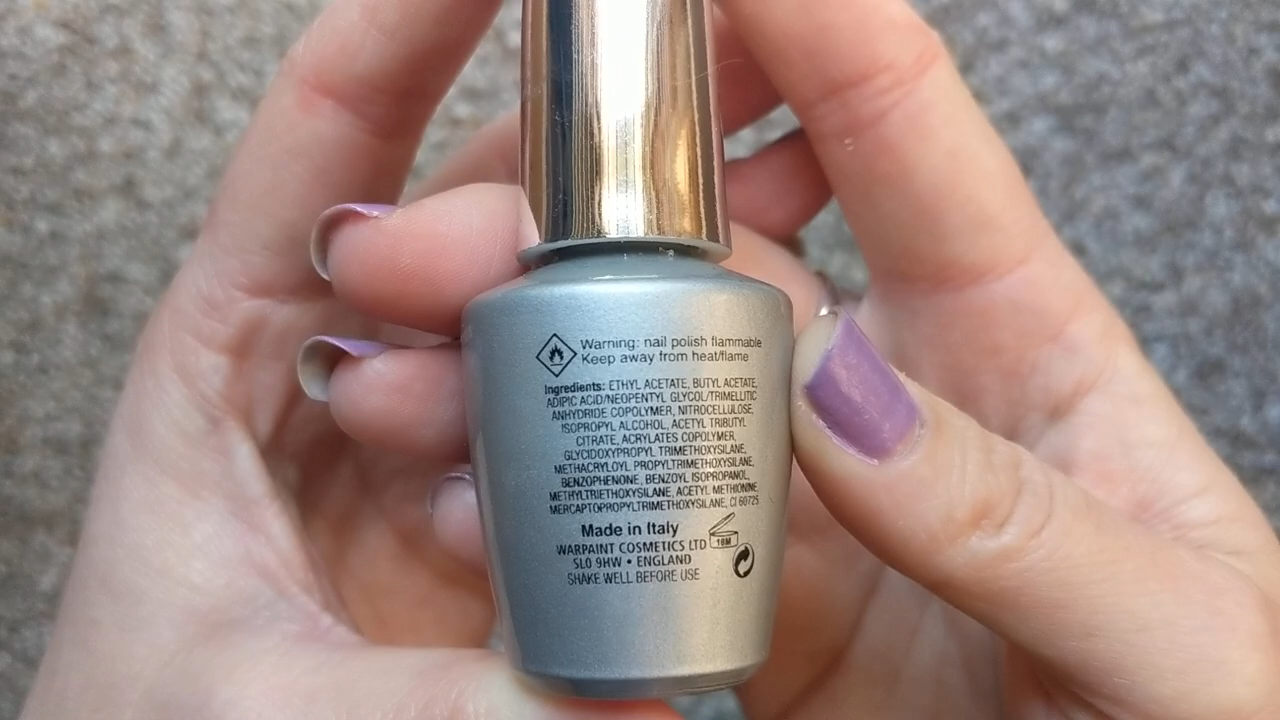 Warning: nail polish flammable
Keep away from heat/flame
Ingredients: ETHYL ACETATE, BUTYL ACETATE,
ADIPIC ACID/NEOPENTYL GLYCOL/TRIMELLITIC
ANHYDRIDE COPOLYMER, NITROCELLULOSE,
ISOPROPYL ALCOHOL, ACETYL TRIBUTYL
CITRATE, ACRYLATES COPOLYMER,
GLYCIDOXYPROPYL TRIMETHOXYSILANE,
METHACRYLOYL PROPYLTRIMETHOXYSILANE,
BENZOPHENONE, BENZOYL ISOPROPANOL,
METHYLTRIETHOXYSILANE, ACETYL METHIONINE,
MERCAPTOPROPYLTRIMETHOXYSILANE, CI 60725
Made in Italy
WARPAINT COSMETICS LTD
18M
SL0 9HW • ENGLAND
SHAKE WELL BEFORE USE